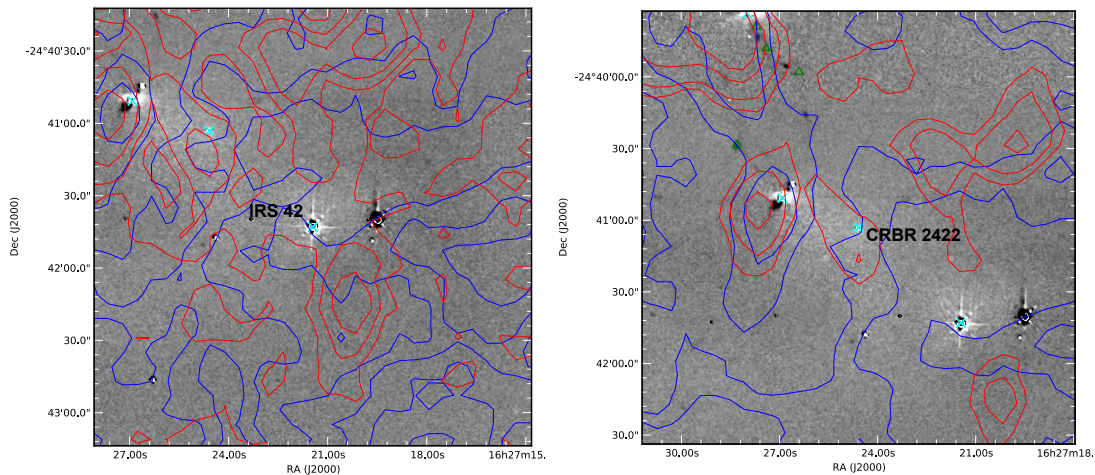 -24°40'30.0"
41'00.0"
30.0"
42'00.0"
30.0"
43'00.0"
Dec (J2000)
IRS 42
27.00s
24.00s
21.00s
18.00s
16h27m15.
RA (J2000)
-24°40'00.0"
30.0"
41'00.0"
30.0"
42'00.0"
30.0"
Dec (J2000)
CRBR 2422
30.00s
27.00s
24.00s
21.00s
16h27m18.
RA (J2000)